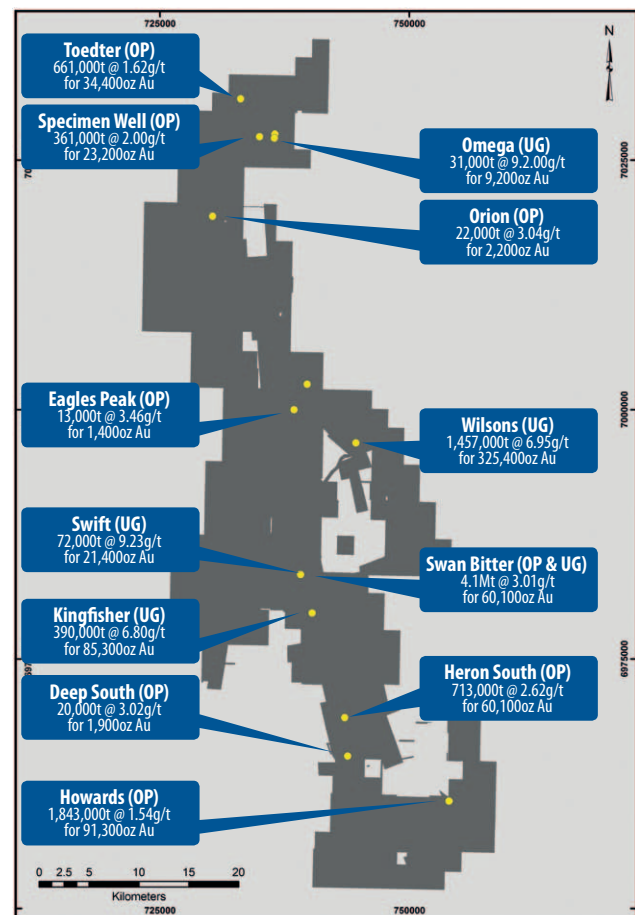 725000
750000
N
Toedter (OP)
661,000t @ 1.62g/t
for 34,400oz Au
Specimen Well (OP)
361,000t @ 2.00g/t
for 23,200oz Au
Omega (UG)
31,000t @ 9.2.00g/t
for 9,200oz Au
7025000
Orion (OP)
22,000t @ 3.04g/t
for 2,200oz Au
Eagles Peak (OP)
13,000t @ 3.46g/t
for 1,400oz Au
7000000
Wilsons (UG)
1,457,000t @ 6.95g/t
for 325,400oz Au
Swift (UG)
72,000t @ 9.23g/t
for 21,400oz Au
Swan Bitter (OP & UG)
4.1Mt @ 3.01g/t
for 60,100oz Au
Kingfisher (UG)
390,000t @ 6.80g/t
for 85,300oz Au
6975000
Heron South (OP)
713,000t @ 2.62g/t
for 60,100oz Au
Deep South (OP)
20,000t @ 3.02g/t
for 1,900oz Au
Howards (OP)
1,843,000t @ 1.54g/t
for 91,300oz Au
0 2.5 5 10 15 20
Kilometers
725000
750000